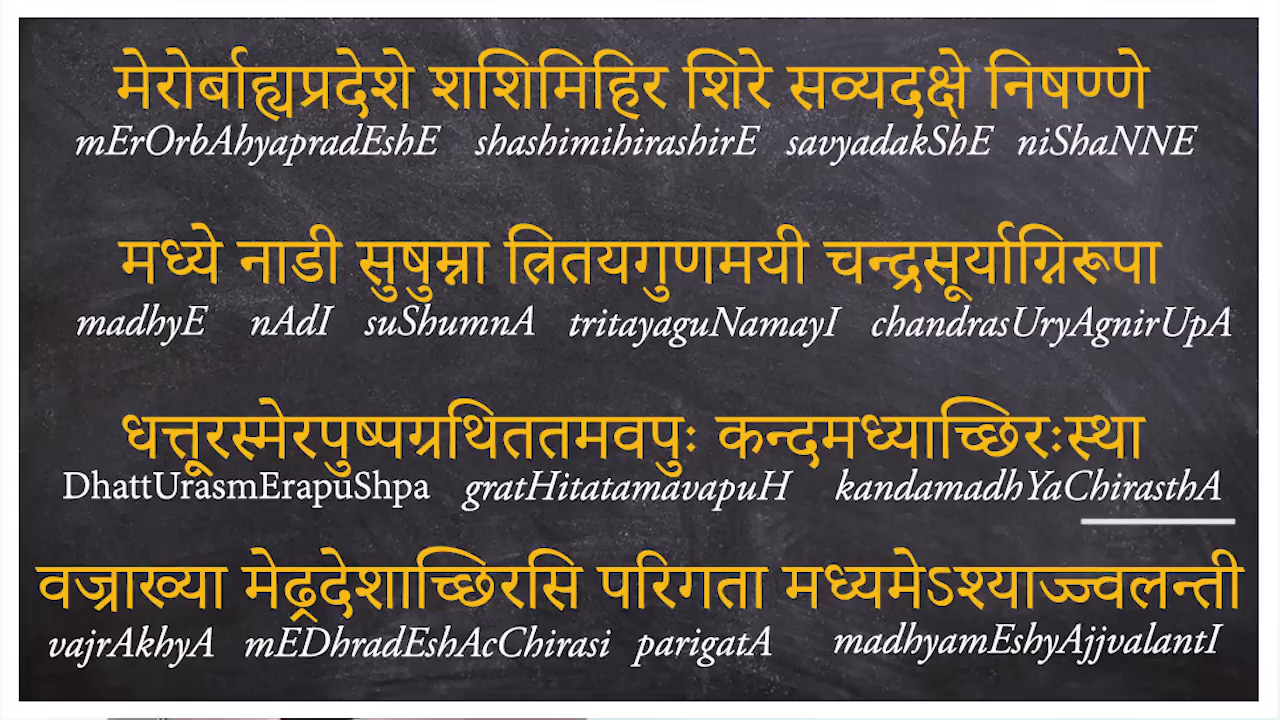 मेरोर्बाह्यप्रदेशे शशिमिहिर शिरे सव्यदक्षे निषण्णे
mErOrbAhyapradEshE shashimihirashirE savyadakShE niShaNNE
मध्ये नाडी सुषुम्ना त्रितयगुणमयी चन्द्रसूर्याग्निरूपा
madhyE nAdI suShumnA tritayaguNamayI chandrasUryAgnirUpA
धत्तूरस्मेरपुष्पग्रथिततमवपुः कन्दमध्याच्छिरःस्था
DhattUrasmErapuShpa gratHitatamavapuH kandamadhYaChirasthA
वज्राख्या मेढ्रदेशाच्छिरसि परिगता मध्यमेऽश्याज्ज्वलन्ती
vajrAkhyA mEDhradEshAcChirasi parigatA madhyamEshyAjjvalantI